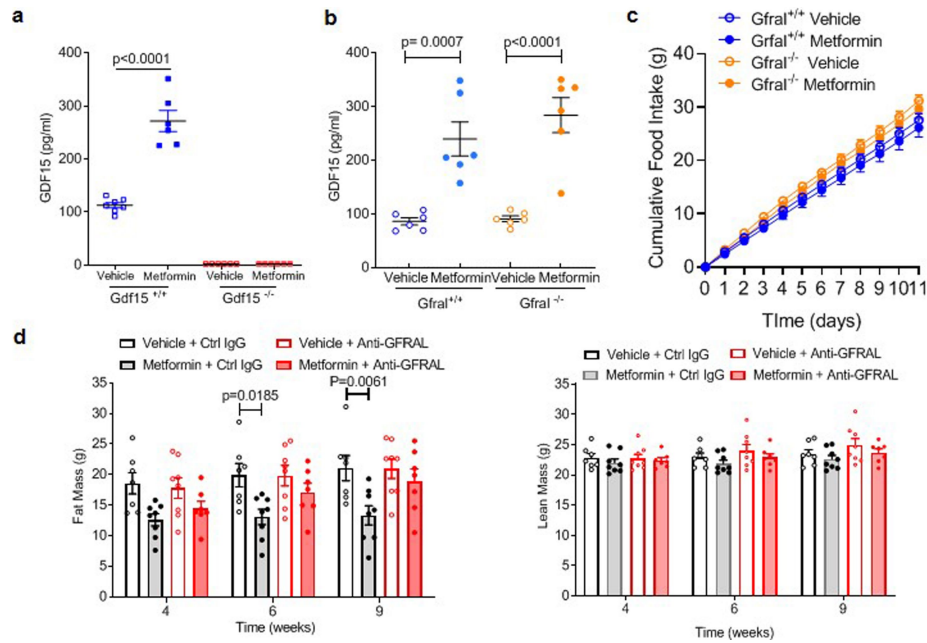 a
400
300
200
100
0
GDF15 (pg/ml)
p<0.0001
Vehicle Metformin Vehicle Metformin
Gdf15 +/+ Gdf15 -/-
b
400
300
200
100
0
GDF15 (pg/ml)
p= 0.0007 p<0.0001
Vehicle Metformin Vehicle Metformin
Gfral+/+ Gfral -/-
c
Gfral+/+ Vehicle
Grfal+/+ Metformin
Gfral-/- Vehicle
Gfral-/- Metformin
40
30
20
10
0
Cumulative Food Intake (g)
0 1 2 3 4 5 6 7 8 9 10 11
TIme (days)
d
Vehicle + Ctrl IgG Vehicle + Anti-GFRAL
Metformin + Ctrl IgG Metformin + Anti-GFRAL
35
30
25
20
15
10
5
0
Fat Mass (g)
p=0.0185
P=0.0061
4 6 9
Time (weeks)
Vehicle + Ctrl IgG Vehicle + Anti-GFRAL
Metformin + Ctrl IgG Metformin + Anti-GFRAL
35
30
25
20
15
10
5
0
Lean Mass (g)
4 6 9
Time (weeks)